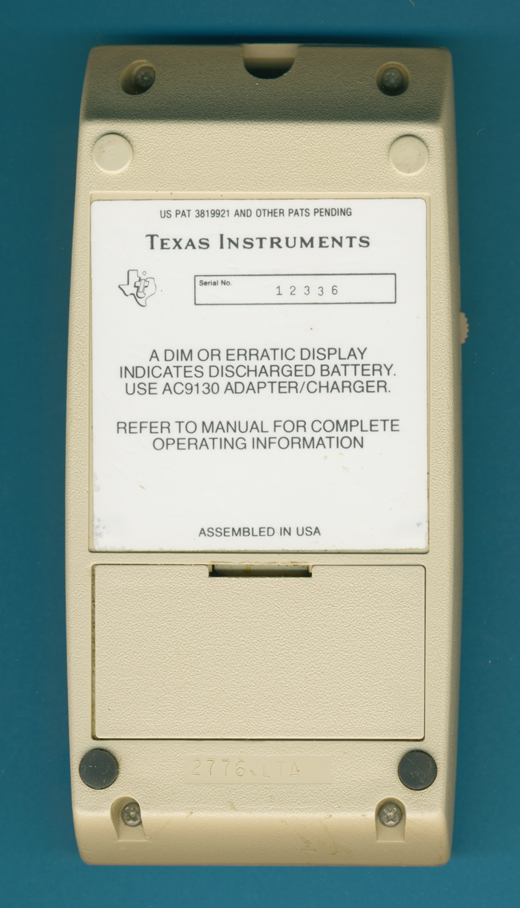 US PAT 3819921 AND OTHER PATS PENDING
TEXAS INSTRUMENTS
Serial No. 12336
A DIM OR ERRATIC DISPLAY
INDICATES DISCHARGED BATTERY.
USE AC9130 ADAPTER/CHARGER.
REFER TO MANUAL FOR COMPLETE
OPERATING INFORMATION
ASSEMBLED IN USA
2776